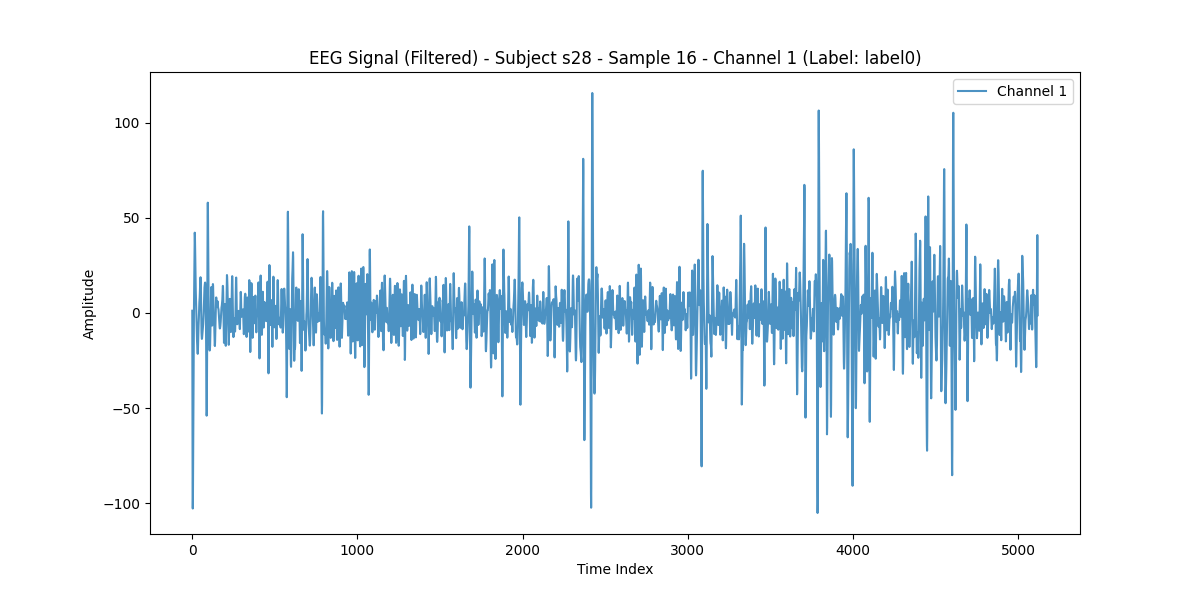 EEG Signal (Filtered) - Subject s28 - Sample 16 - Channel 1 (Label: label0)
Channel 1
Amplitude
100
50
0
−50
−100
0 1000 2000 3000 4000 5000
Time Index